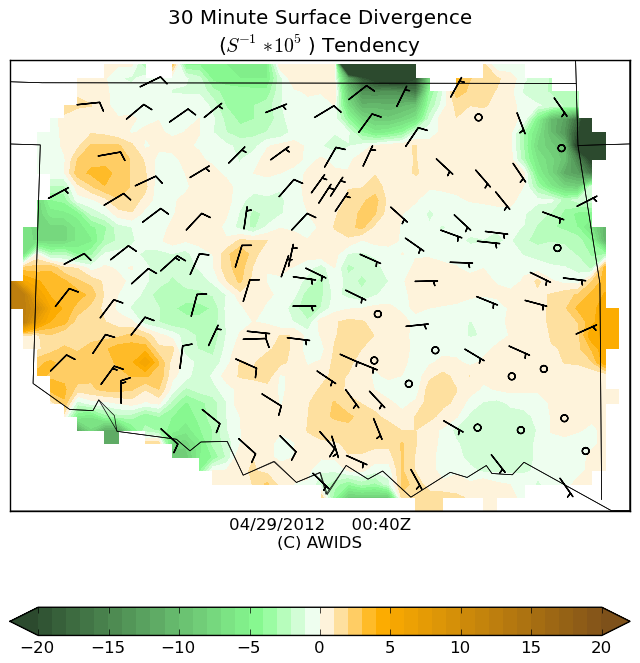 30 Minute Surface Divergence
(S⁻¹ * 10⁵ ) Tendency
04/29/2012 00:40Z
(C) AWIDS
−20 −15 −10 −5 0 5 10 15 20